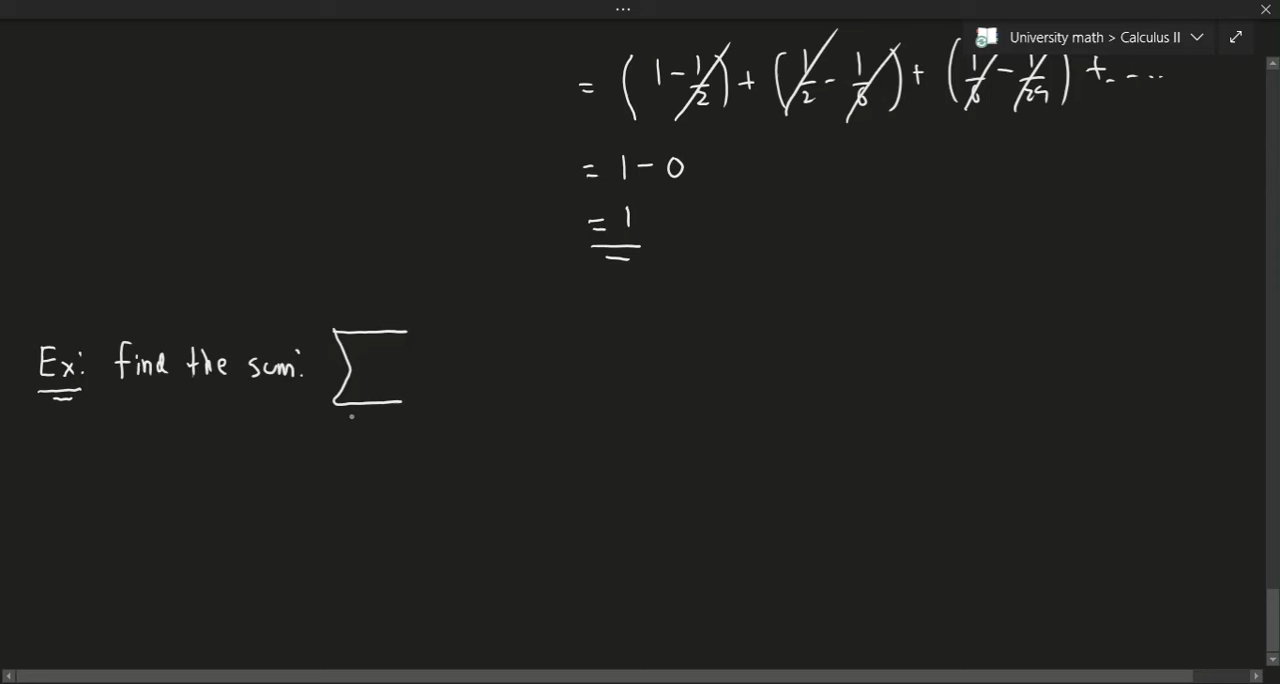 University math > Calculus II
= (1 - 1/2) + (1/2 - 1/6) + (1/6 - 1/24) + ....
= 1 - 0
= 1
Ex: find the sum: ∑